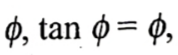 ϕ, tan ϕ = ϕ,